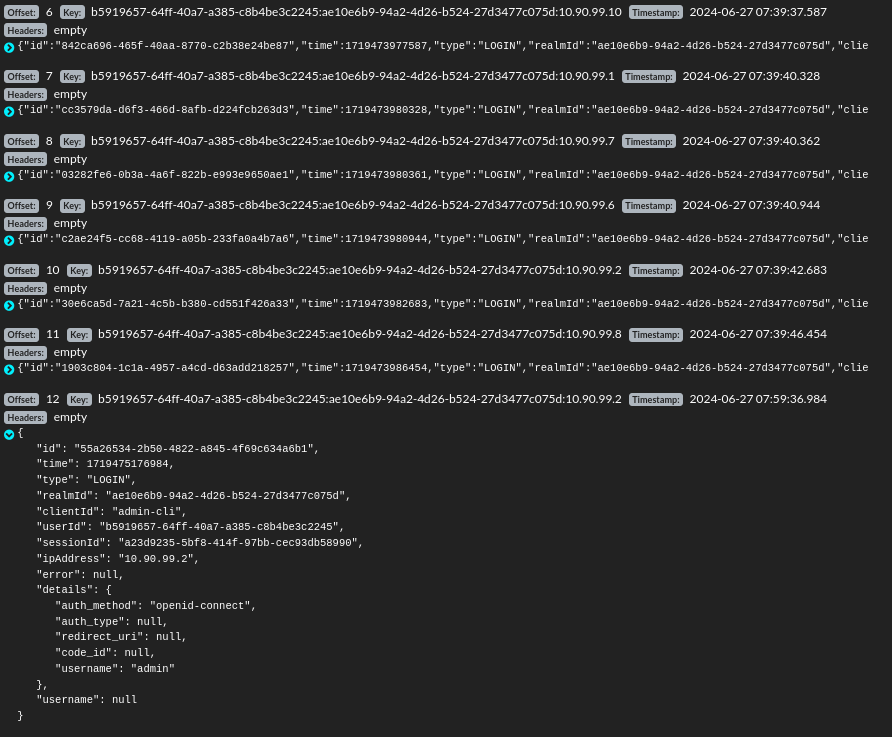 Offset: 6 Key: b5919657-64ff-40a7-a385-c8b4be3c2245:ae10e6b9-94a2-4d26-b524-27d3477c075d:10.90.99.10 Timestamp: 2024-06-27 07:39:37.587
Headers: empty
{"id":"842ca696-465f-40aa-8770-c2b38e24be87","time":1719473977587,"type":"LOGIN","realmId":"ae10e6b9-94a2-4d26-b524-27d3477c075d","clie
Offset: 7 Key: b5919657-64ff-40a7-a385-c8b4be3c2245:ae10e6b9-94a2-4d26-b524-27d3477c075d:10.90.99.1 Timestamp: 2024-06-27 07:39:40.328
Headers: empty
{"id":"cc3579da-d6f3-466d-8afb-d224fcb263d3","time":1719473980328,"type":"LOGIN","realmId":"ae10e6b9-94a2-4d26-b524-27d3477c075d","clie
Offset: 8 Key: b5919657-64ff-40a7-a385-c8b4be3c2245:ae10e6b9-94a2-4d26-b524-27d3477c075d:10.90.99.7 Timestamp: 2024-06-27 07:39:40.362
Headers: empty
{"id":"03282fe6-0b3a-4a6f-822b-e993e9650ae1","time":1719473980361,"type":"LOGIN","realmId":"ae10e6b9-94a2-4d26-b524-27d3477c075d","clie
Offset: 9 Key: b5919657-64ff-40a7-a385-c8b4be3c2245:ae10e6b9-94a2-4d26-b524-27d3477c075d:10.90.99.6 Timestamp: 2024-06-27 07:39:40.944
Headers: empty
{"id":"c2ae24f5-cc68-4119-a05b-233fa0a4b7a6","time":1719473980944,"type":"LOGIN","realmId":"ae10e6b9-94a2-4d26-b524-27d3477c075d","clie
Offset: 10 Key: b5919657-64ff-40a7-a385-c8b4be3c2245:ae10e6b9-94a2-4d26-b524-27d3477c075d:10.90.99.2 Timestamp: 2024-06-27 07:39:42.683
Headers: empty
{"id":"30e6ca5d-7a21-4c5b-b380-cd551f426a33","time":1719473982683,"type":"LOGIN","realmId":"ae10e6b9-94a2-4d26-b524-27d3477c075d","clie
Offset: 11 Key: b5919657-64ff-40a7-a385-c8b4be3c2245:ae10e6b9-94a2-4d26-b524-27d3477c075d:10.90.99.8 Timestamp: 2024-06-27 07:39:46.454
Headers: empty
{"id":"1903c804-1c1a-4957-a4cd-d63add218257","time":1719473986454,"type":"LOGIN","realmId":"ae10e6b9-94a2-4d26-b524-27d3477c075d","clie
Offset: 12 Key: b5919657-64ff-40a7-a385-c8b4be3c2245:ae10e6b9-94a2-4d26-b524-27d3477c075d:10.90.99.2 Timestamp: 2024-06-27 07:59:36.984
Headers: empty
{
"id": "55a26534-2b50-4822-a845-4f69c634a6b1",
"time": 1719475176984,
"type": "LOGIN",
"realmId": "ae10e6b9-94a2-4d26-b524-27d3477c075d",
"clientId": "admin-cli",
"userId": "b5919657-64ff-40a7-a385-c8b4be3c2245",
"sessionId": "a23d9235-5bf8-414f-97bb-cec93db58990",
"ipAddress": "10.90.99.2",
"error": null,
"details": {
"auth_method": "openid-connect",
"auth_type": null,
"redirect_uri": null,
"code_id": null,
"username": "admin"
},
"username": null
}